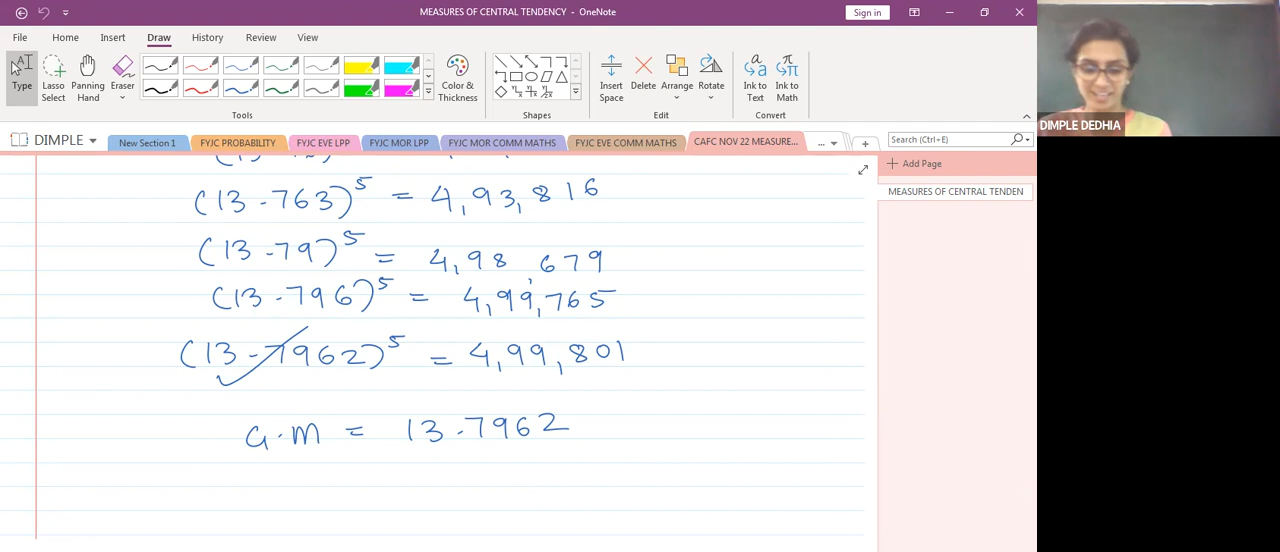 MEASURES OF CENTRAL TENDENCY - OneNote
Sign in
File Home Insert Draw History Review View
Type
Lasso Select
Panning Hand
Eraser
Color & Thickness
Insert Space
Delete
Arrange
Rotate
Ink to Text
Ink to Math
Tools
Shapes
Edit
Convert
DIMPLE
New Section 1
FYJC PROBABILITY
FYJC EVE LPP
FYJC MOR LPP
FYJC MOR COMM MATHS
FYJC EVE COMM MATHS
CAFC NOV 22 MEASURE...
...
Search (Ctrl+E)
DIMPLE DEDHIA
Add Page
MEASURES OF CENTRAL TENDEN
(13.763)⁵ = 4,93,816
(13.79)⁵ = 4,98,679
(13.796)⁵ = 4,99,765
(13.7962)⁵ = 4,99,801
G.M = 13.7962